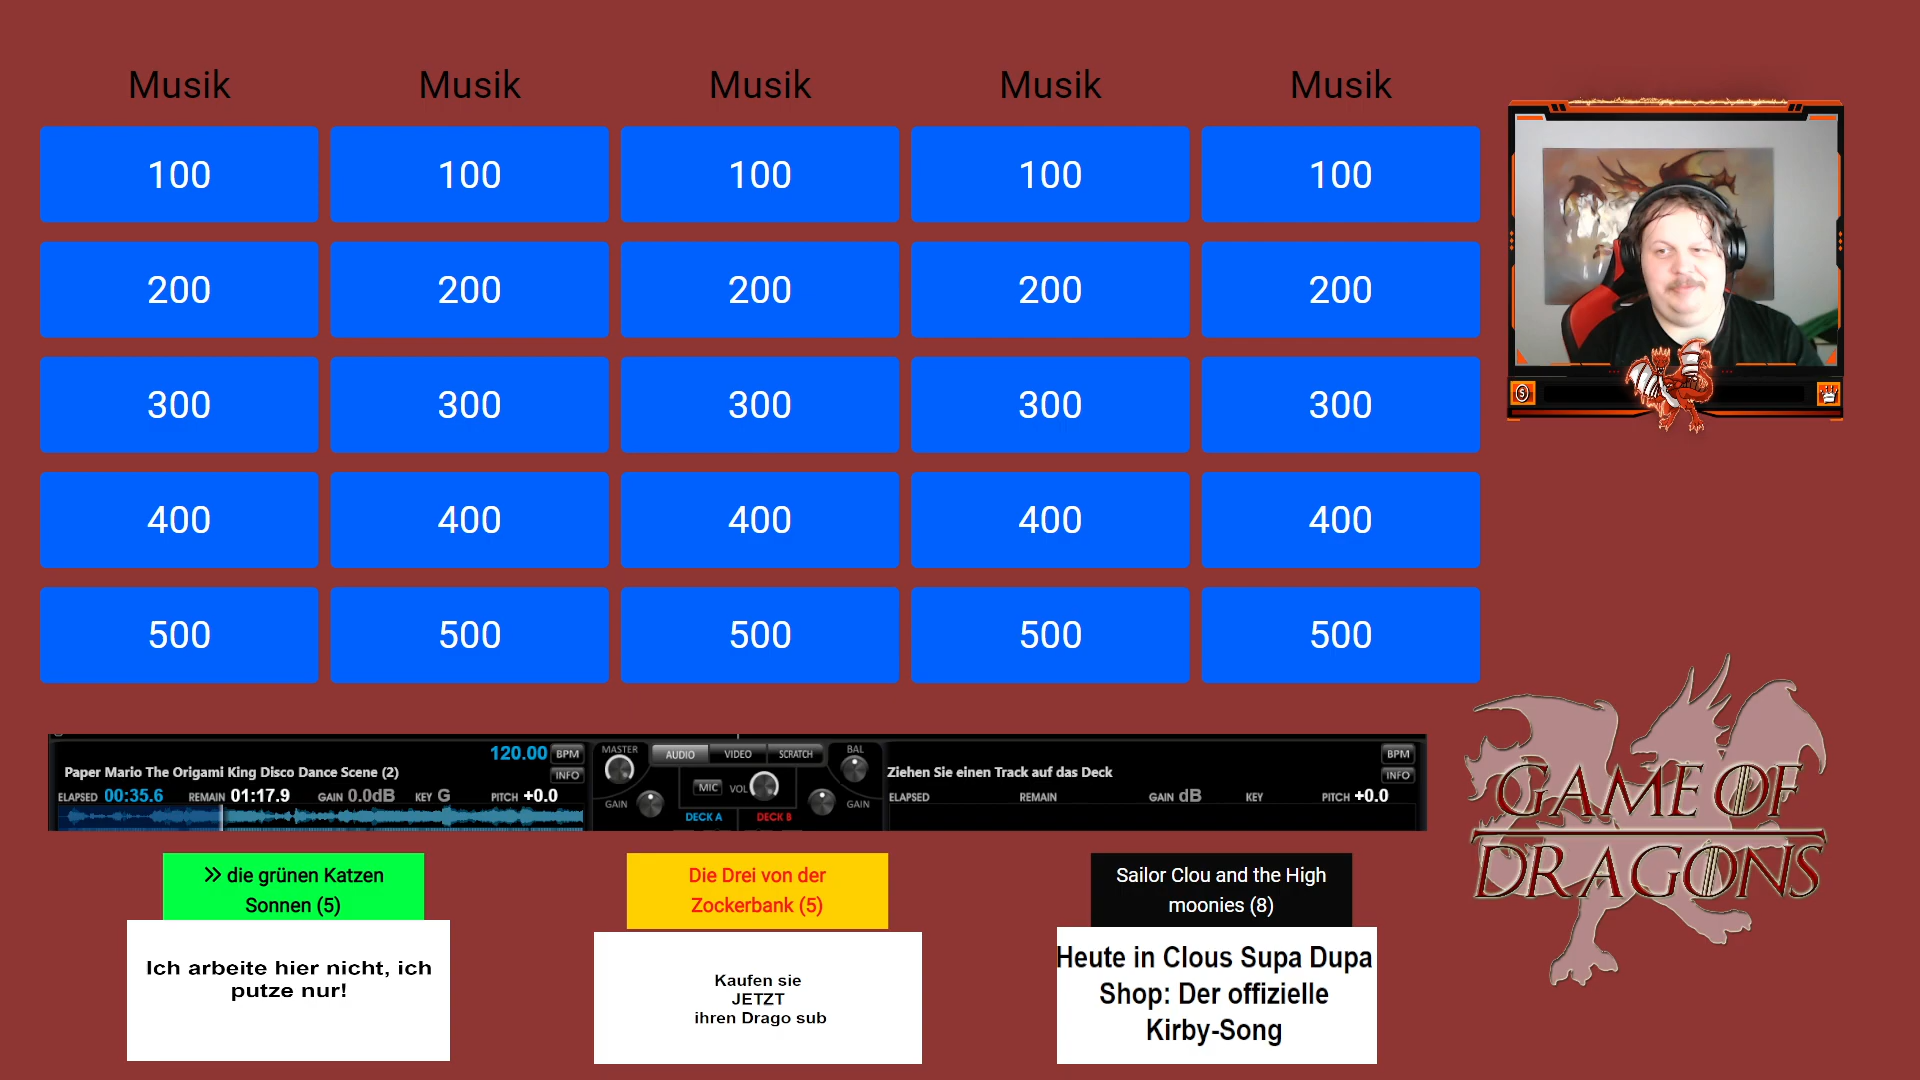 Musik Musik Musik Musik Musik
100 100 100 100 100
200 200 200 200 200
300 300 300 300 300
400 400 400 400 400
500 500 500 500 500
120.00 BPM
Paper Mario The Origami King Disco Dance Scene (2)
INFO
ELAPSED 00:35.6 REMAIN 01:17.9 GAIN 0.0dB KEY G PITCH +0.0
MASTER AUDIO VIDEO SCRATCH BAL
MIC VOL
GAIN GAIN
DECK A DECK B
BPM
Ziehen Sie einen Track auf das Deck
INFO
ELAPSED REMAIN GAIN dB KEY PITCH +0.0
die grünen Katzen
Sonnen (5)
Ich arbeite hier nicht, ich
putze nur!
Die Drei von der
Zockerbank (5)
Kaufen sie
JETZT
ihren Drago sub
Sailor Clou and the High
moonies (8)
Heute in Clous Supa Dupa
Shop: Der offizielle
Kirby-Song
GAME OF
DRAGONS